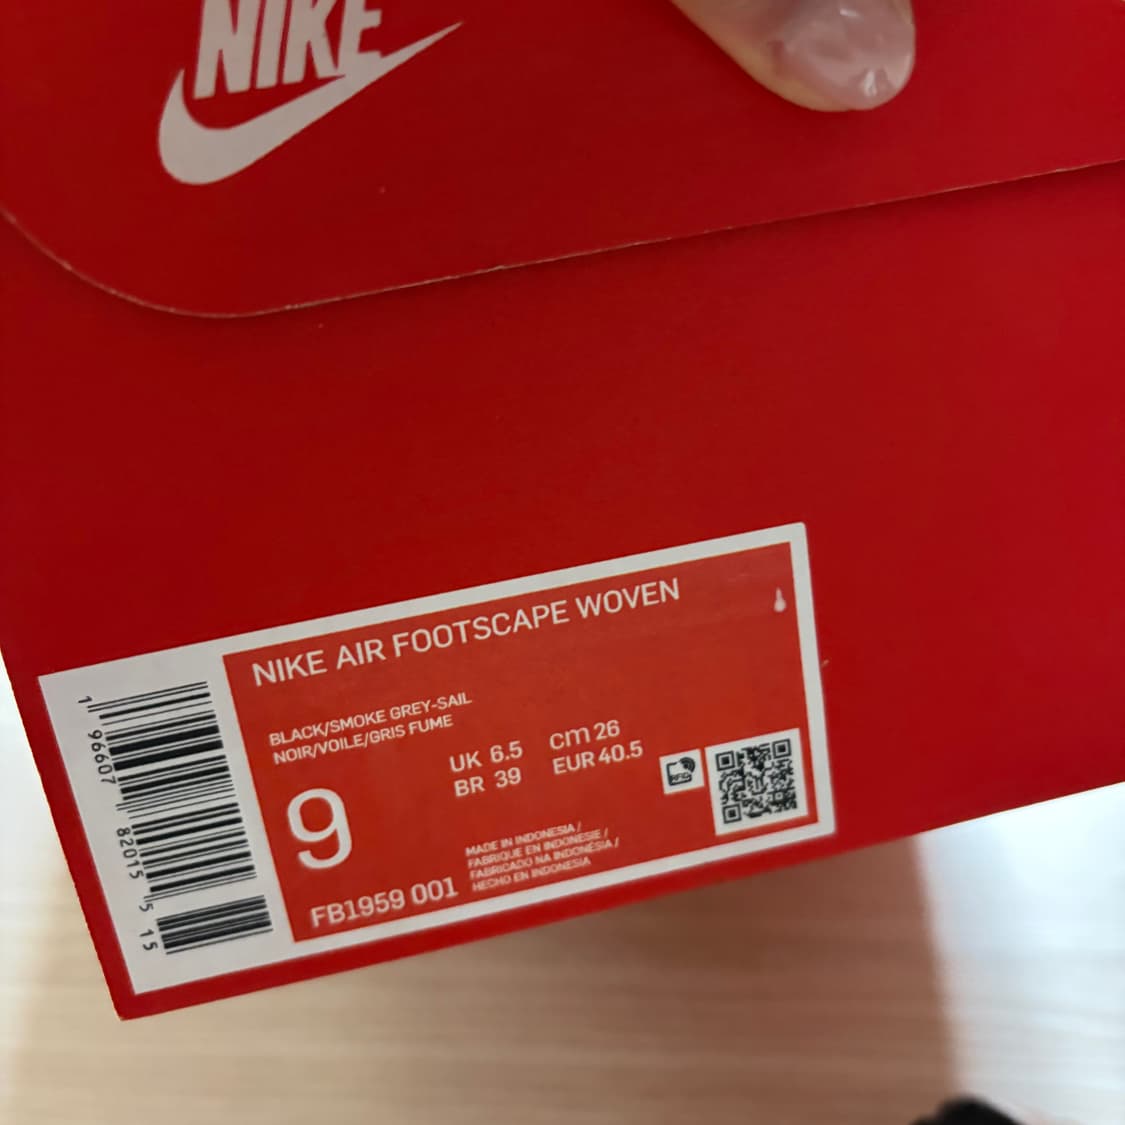 NIKE
NIKE AIR FOOTSCAPE WOVEN
BLACK/SMOKE GREY-SAIL
NOIR/VOILE/GRIS FUME
UK 6.5 cm 26
BR 39 EUR 40.5
9
MADE IN INDONESIA /
FABRIQUE EN INDONESIE /
FABRICADO NA INDONÉSIA /
HECHO EN INDONESIA
FB1959 001
RFID
1 96607 82015 5 15